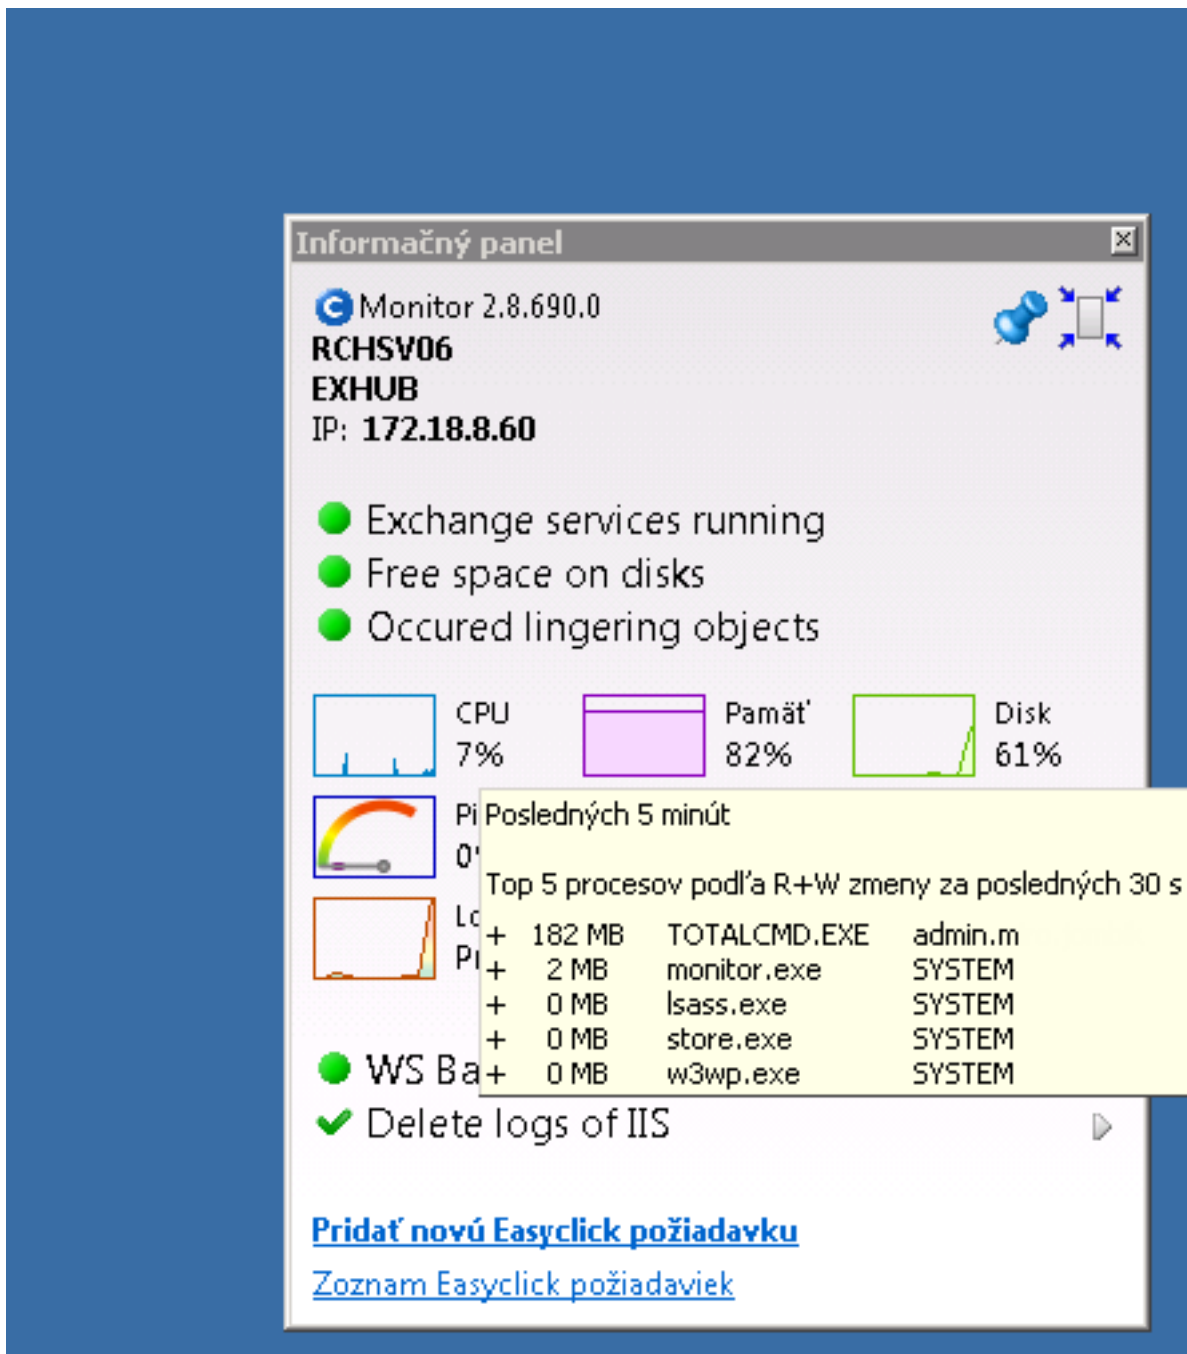 Informačný panel
Monitor 2.8.690.0
RCHSV06
EXHUB
IP: 172.18.8.60
Exchange services running
Free space on disks
Occured lingering objects
CPU
7%
Pamäť
82%
Disk
61%
Posledných 5 minút
Top 5 procesov podľa R+W zmeny za posledných 30 s
+ 182 MB TOTALCMD.EXE admin.m
+ 2 MB monitor.exe SYSTEM
+ 0 MB lsass.exe SYSTEM
+ 0 MB store.exe SYSTEM
+ 0 MB w3wp.exe SYSTEM
WS Ba
Delete logs of IIS
Pridať novú Easyclick požiadavku
Zoznam Easyclick požiadaviek